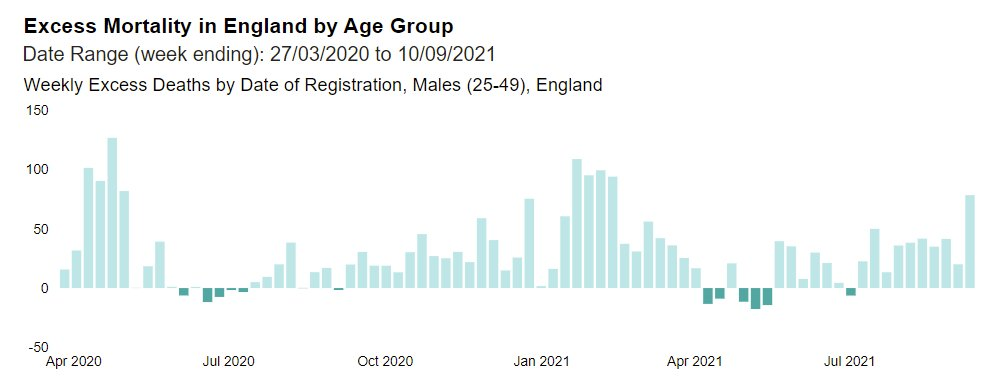 Excess Mortality in England by Age Group
Date Range (week ending): 27/03/2020 to 10/09/2021
Weekly Excess Deaths by Date of Registration, Males (25-49), England
150
100
50
0
-50
Apr 2020 Jul 2020 Oct 2020 Jan 2021 Apr 2021 Jul 2021